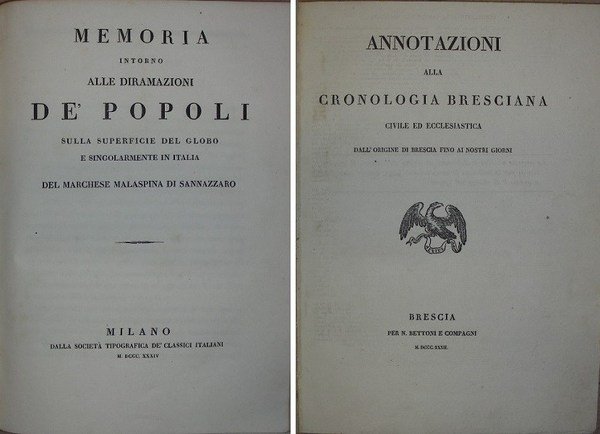 MEMORIA
INTORNO
ALLE DIRAMAZIONI
DE' POPOLI
SULLA SUPERFICIE DEL GLOBO
E SINGOLARMENTE IN ITALIA
DEL MARCHESE MALASPINA DI SANNAZZARO
MILANO
DALLA SOCIETÀ TIPOGRAFICA DE' CLASSICI ITALIANI
M. DCCC. XXXIV
ANNOTAZIONI
ALLA
CRONOLOGIA BRESCIANA
CIVILE ED ECCLESIASTICA
DALL'ORIGINE DI BRESCIA FINO AI NOSTRI GIORNI
BRESCIA
PER N. BETTONI E COMPAGNI
M. DCCC.